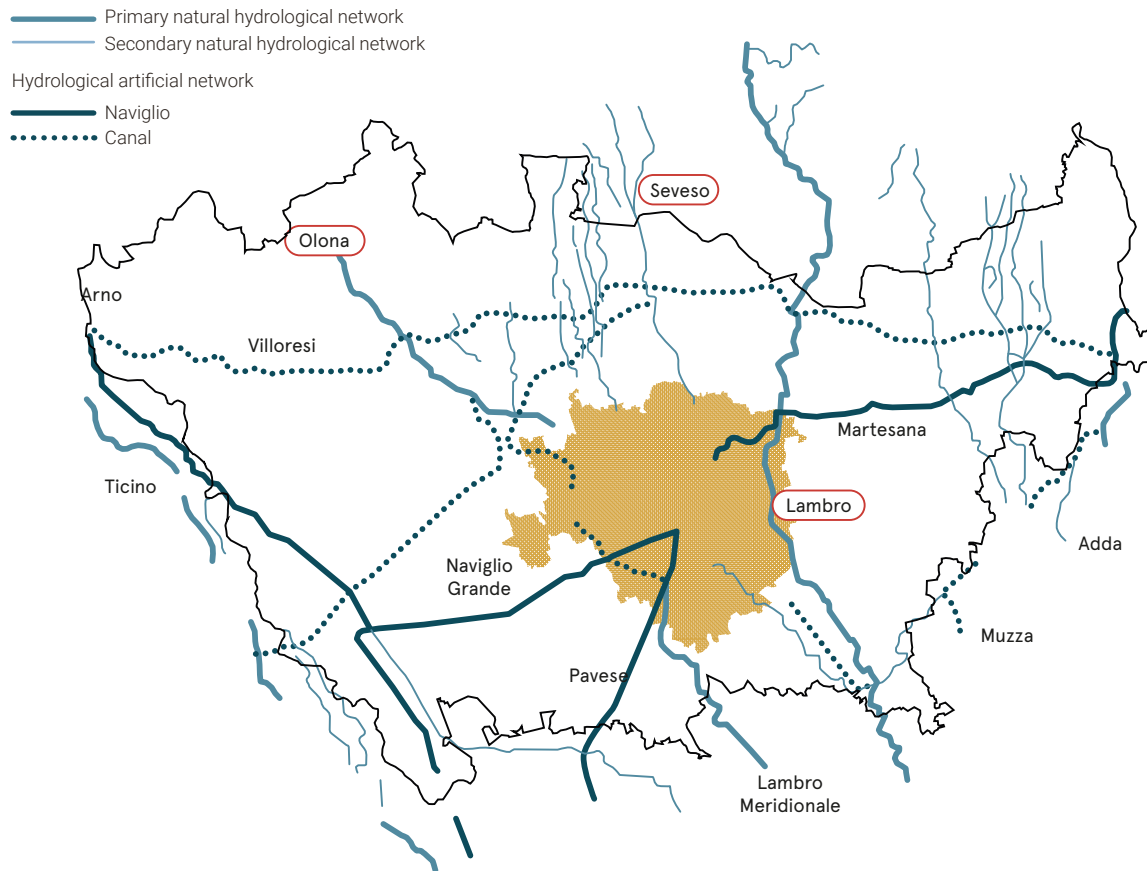 Primary natural hydrological network
Secondary natural hydrological network
Hydrological artificial network
Naviglio
Canal
Seveso
Olona
Arno
Villoresi
Martesana
Ticino
Lambro
Adda
Naviglio
Grande
Muzza
Pavese
Lambro
Meridionale